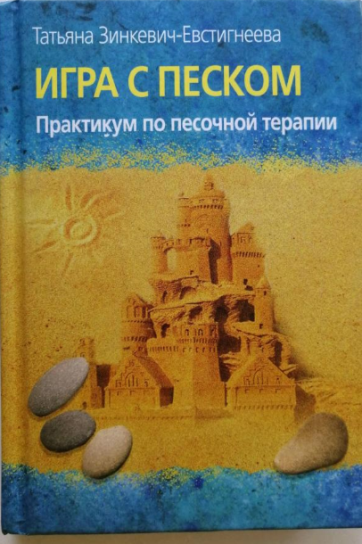 Татьяна Зинкевич-Евстигнеева
ИГРА С ПЕСКОМ
Практикум по песочной терапии